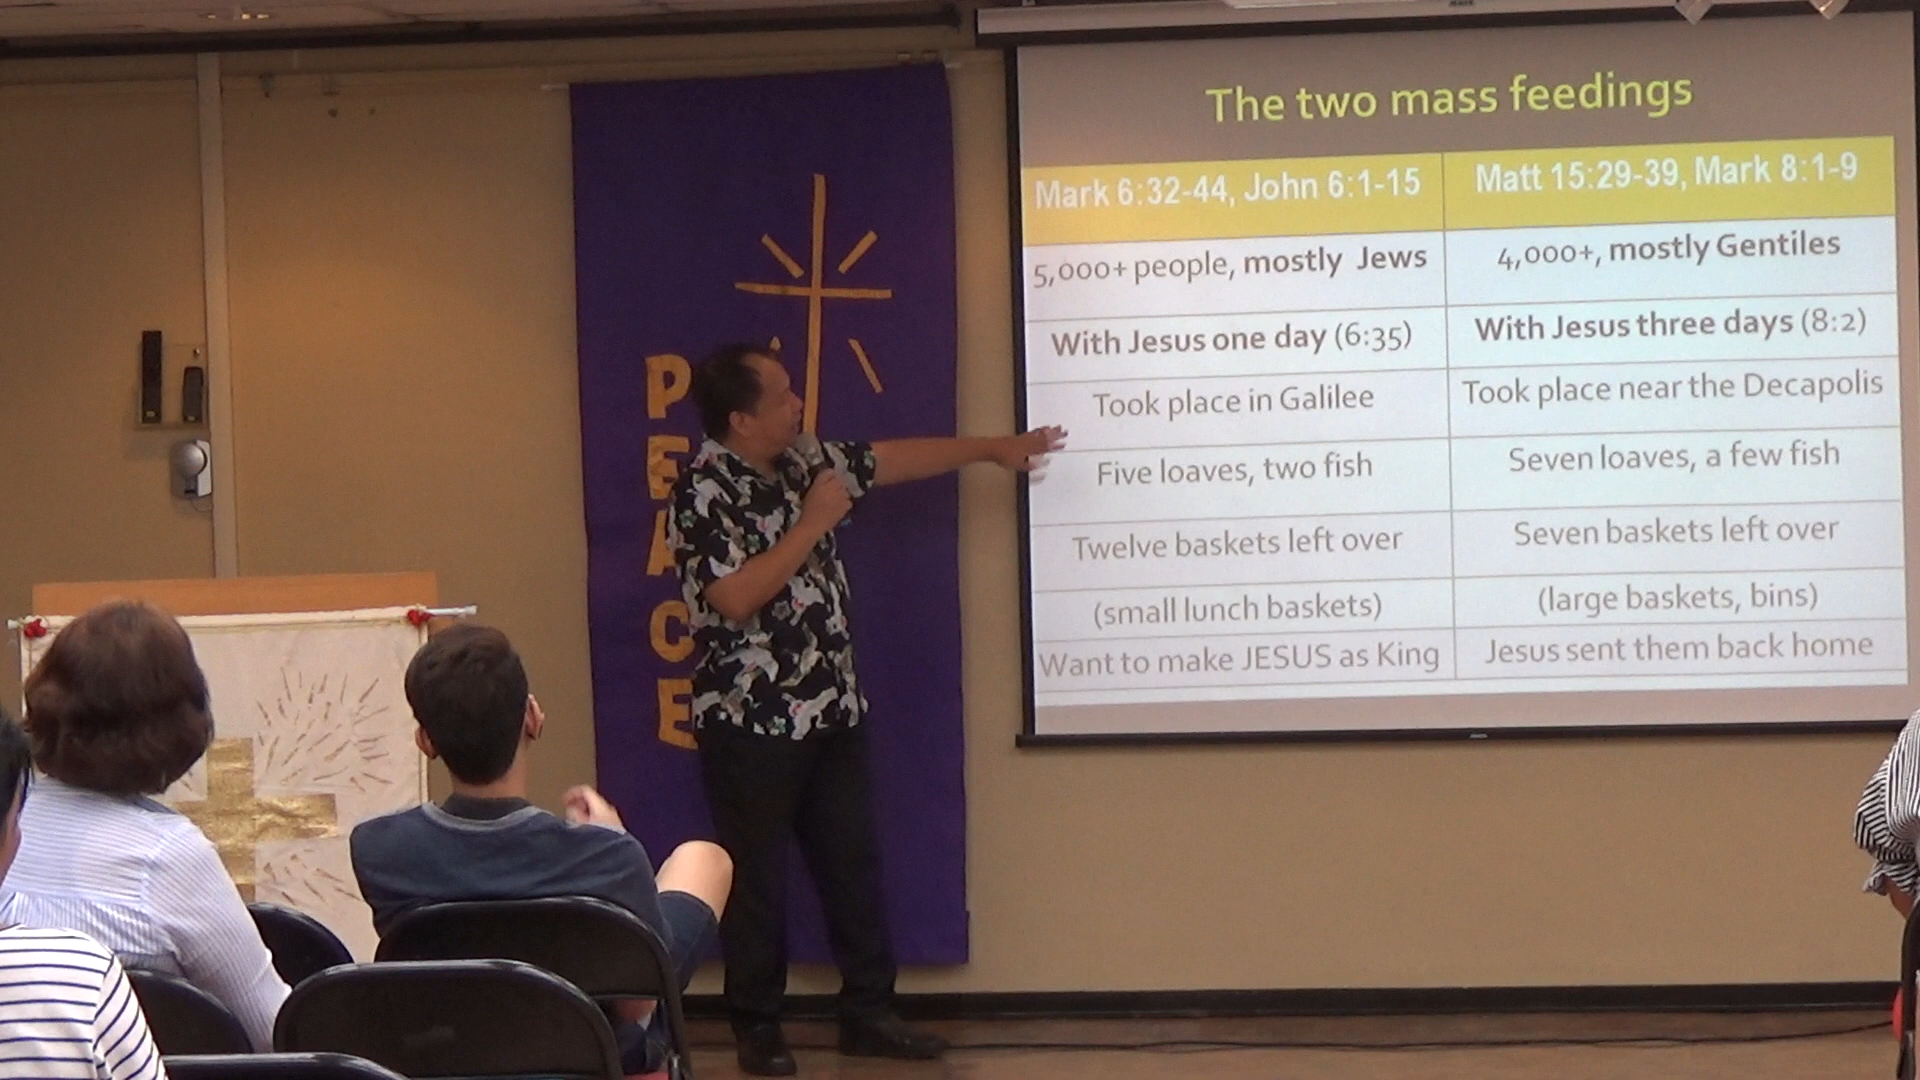 PEACE
The two mass feedings
Mark 6:32-44, John 6:1-15
Matt 15:29-39, Mark 8:1-9
5,000+ people, mostly Jews
4,000+, mostly Gentiles
With Jesus one day (6:35)
With Jesus three days (8:2)
Took place in Galilee
Took place near the Decapolis
Five loaves, two fish
Seven loaves, a few fish
Twelve baskets left over
Seven baskets left over
(small lunch baskets)
(large baskets, bins)
Want to make JESUS as King
Jesus sent them back home